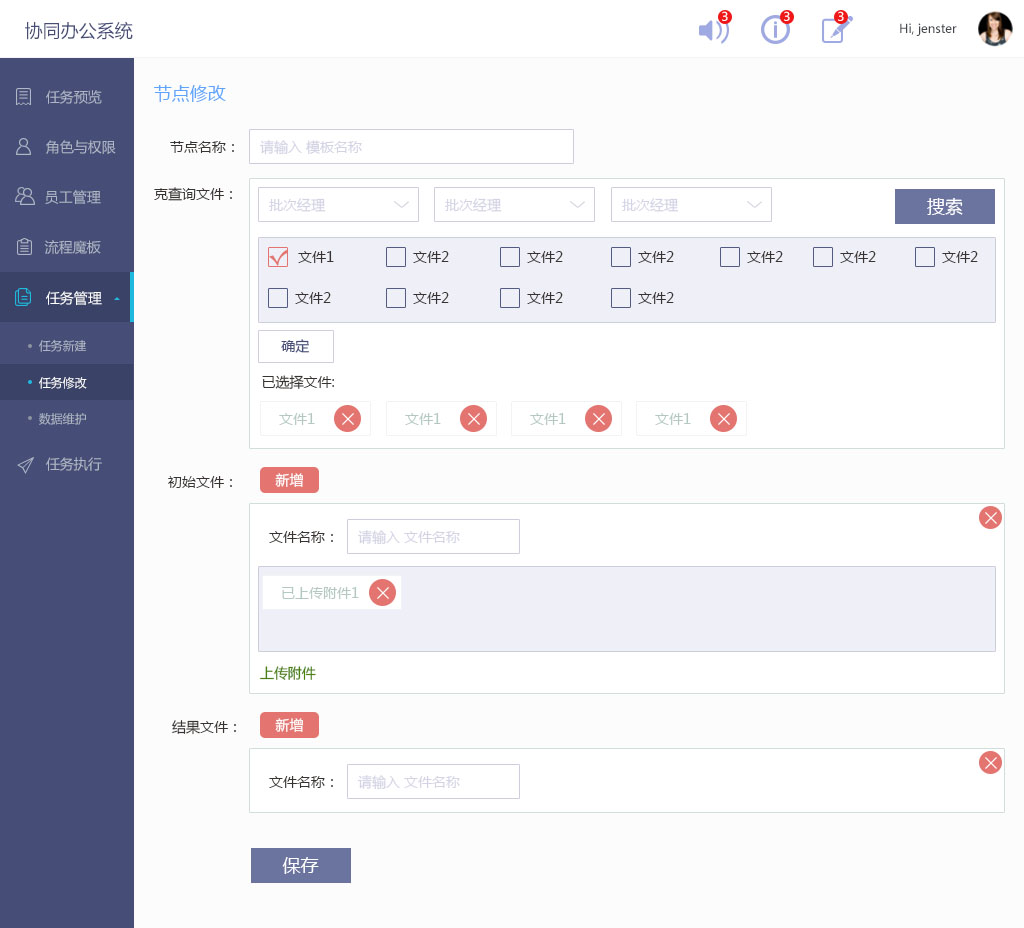 协同办公系统
3
3
3
Hi, jenster
任务预览
角色与权限
员工管理
流程魔板
任务管理
任务新建
任务修改
数据维护
任务执行
节点修改
节点名称：
请输入 模板名称
克查询文件：
批次经理
批次经理
批次经理
搜索
文件1
文件2
文件2
文件2
文件2
文件2
文件2
文件2
文件2
文件2
文件2
确定
已选择文件:
文件1
文件1
文件1
文件1
初始文件：
新增
文件名称：
请输入 文件名称
已上传附件1
上传附件
结果文件：
新增
文件名称：
请输入 文件名称
保存